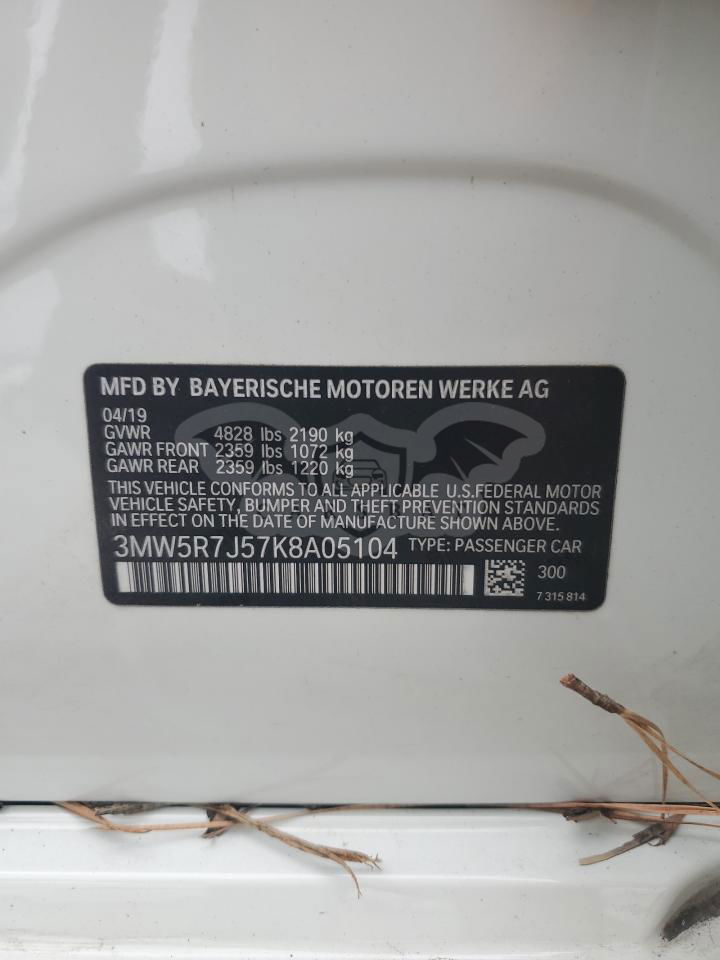 MFD BY BAYERISCHE MOTOREN WERKE AG
04/19
GVWR 4828 lbs 2190 kg
GAWR FRONT 2359 lbs 1072 kg
GAWR REAR 2359 lbs 1220 kg
THIS VEHICLE CONFORMS TO ALL APPLICABLE U.S.FEDERAL MOTOR
VEHICLE SAFETY, BUMPER AND THEFT PREVENTION STANDARDS
IN EFFECT ON THE DATE OF MANUFACTURE SHOWN ABOVE.
3MW5R7J57K8A05104 TYPE: PASSENGER CAR
300
7 315 814